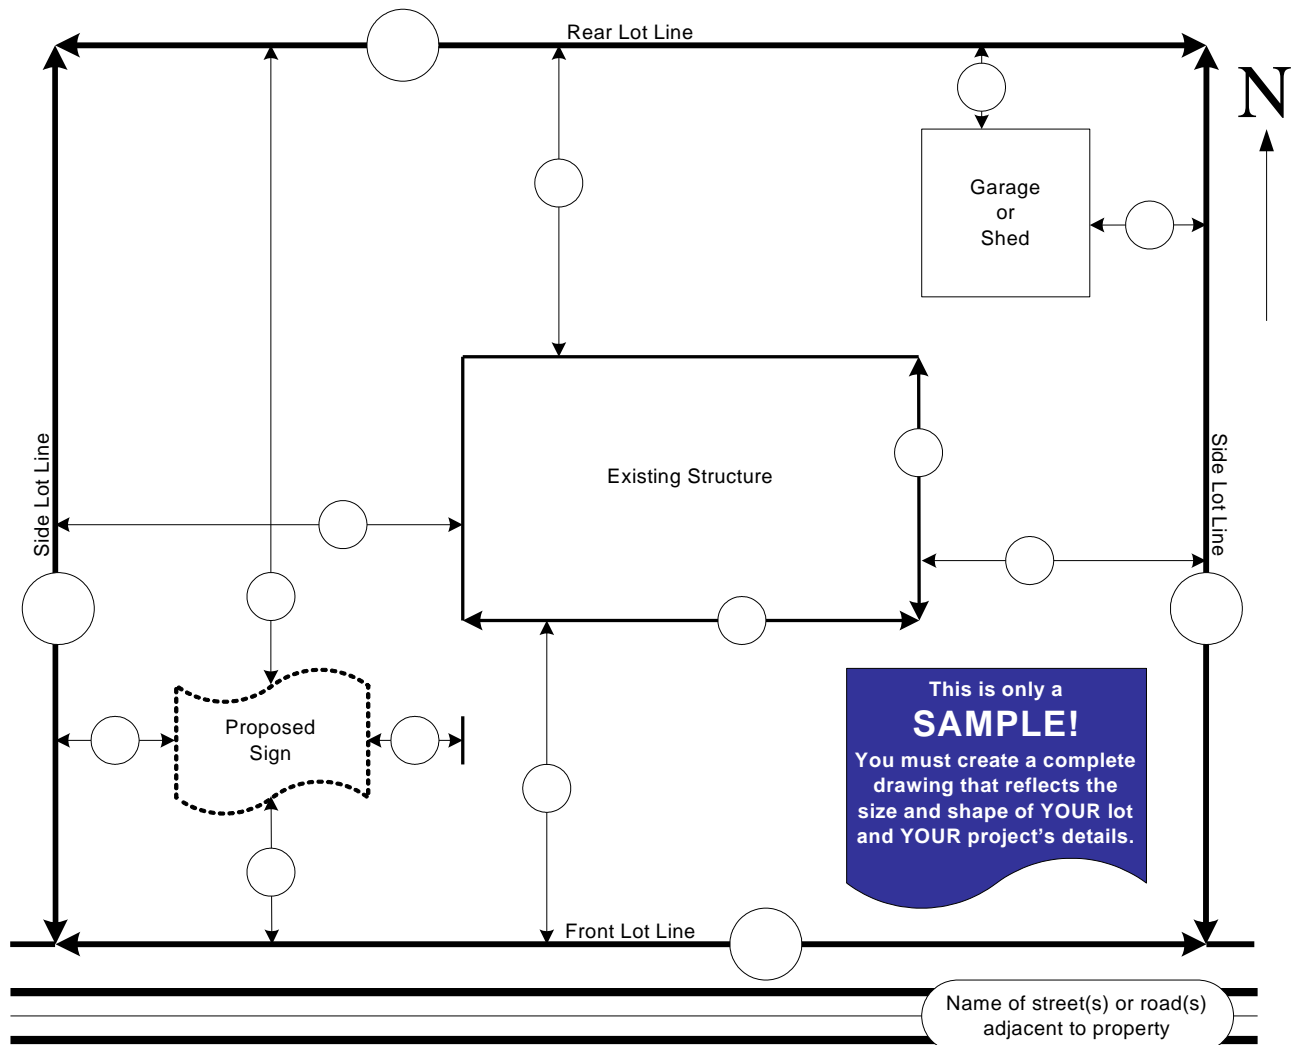 Rear Lot Line
N
Garage
or
Shed
Side Lot Line
Existing Structure
Side Lot Line
Proposed
Sign
This is only a
SAMPLE!
You must create a complete
drawing that reflects the
size and shape of YOUR lot
and YOUR project's details.
Front Lot Line
Name of street(s) or road(s)
adjacent to property